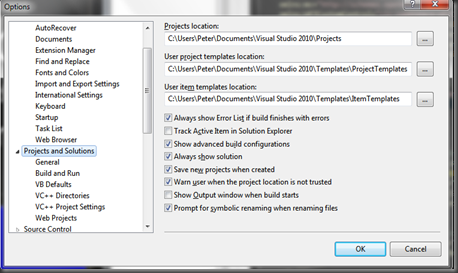 Options
AutoRecover
Documents
Extension Manager
Find and Replace
Fonts and Colors
Import and Export Settings
International Settings
Keyboard
Startup
Task List
Web Browser
Projects and Solutions
General
Build and Run
VB Defaults
VC++ Directories
VC++ Project Settings
Web Projects
Source Control
Projects location:
C:\Users\Peter\Documents\Visual Studio 2010\Projects
...
User project templates location:
C:\Users\Peter\Documents\Visual Studio 2010\Templates\ProjectTemplates
...
User item templates location:
C:\Users\Peter\Documents\Visual Studio 2010\Templates\ItemTemplates
...
Always show Error List if build finishes with errors
Track Active Item in Solution Explorer
Show advanced build configurations
Always show solution
Save new projects when created
Warn user when the project location is not trusted
Show Output window when build starts
Prompt for symbolic renaming when renaming files
OK
Cancel